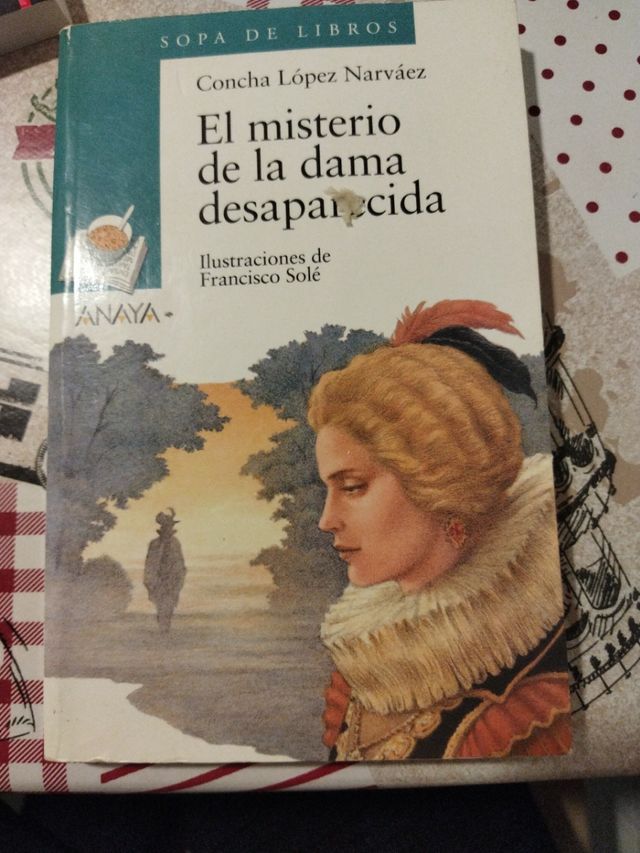 SOPA DE LIBROS
Concha López Narváez
El misterio
de la dama
desaparecida
Ilustraciones de
Francisco Solé
ANAYA